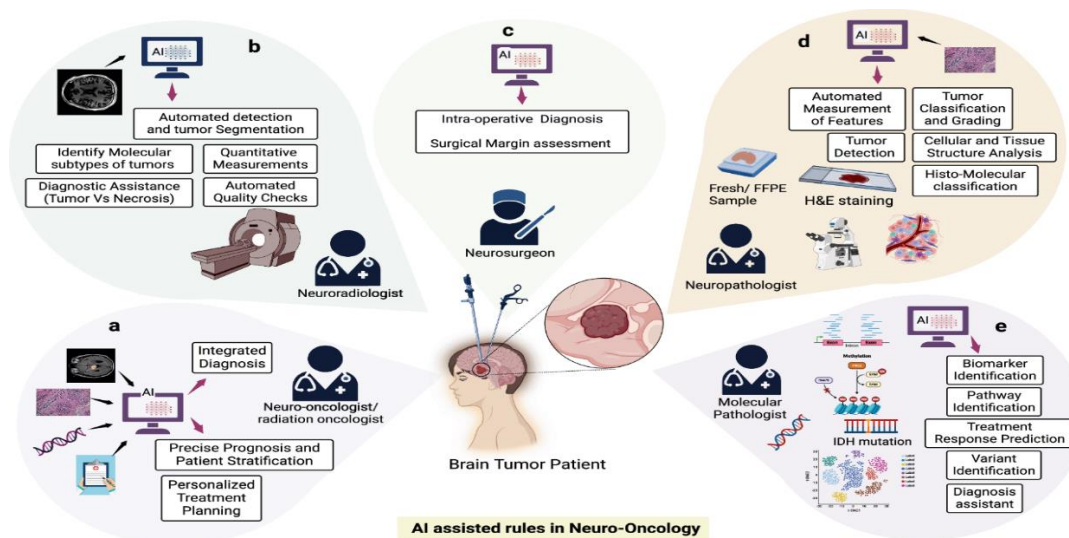 b
AI
Automated detection
and tumor Segmentation
Identify Molecular
subtypes of tumors
Quantitative
Measurements
Diagnostic Assistance
(Tumor Vs Necrosis)
Automated
Quality Checks
Neuroradiologist
c
AI
Intra-operative Diagnosis
Surgical Margin assessment
Neurosurgeon
d
AI
Automated
Measurement
of Features
Tumor
Classification
and Grading
Tumor
Detection
Cellular and Tissue
Structure Analysis
Histo-Molecular
classification
Fresh/ FFPE
Sample
H&E staining
Neuropathologist
a
AI
Integrated
Diagnosis
Neuro-oncologist/
radiation oncologist
Precise Prognosis and
Patient Stratification
Personalized
Treatment
Planning
Brain Tumor Patient
e
AI
Methylation
Molecular
Pathologist
IDH mutation
Biomarker
Identification
Pathway
Identification
Treatment
Response Prediction
Variant
Identification
Diagnosis
assistant
AI assisted rules in Neuro-Oncology